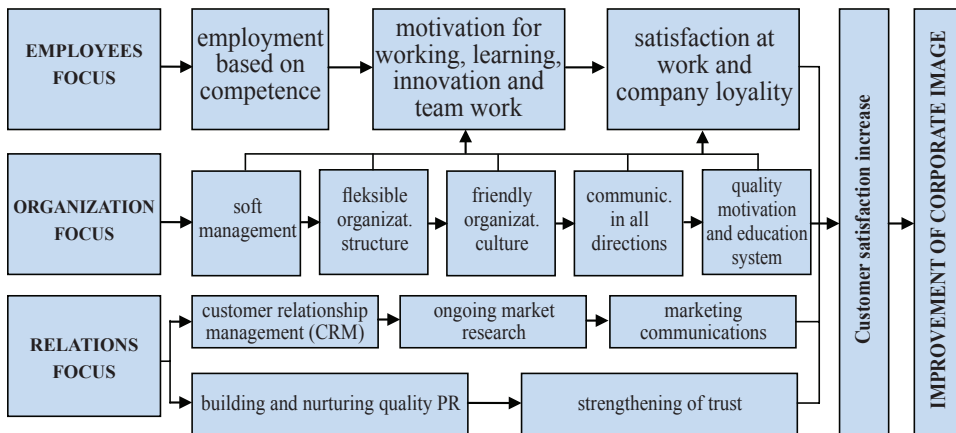 EMPLOYEES
FOCUS
employment
based on
competence
motivation for
working, learning,
innovation and
team work
satisfaction at
work and
company loyality
ORGANIZATION
FOCUS
soft
management
fleksible
organizat.
structure
friendly
organizat.
culture
communic.
in all
directions
quality
motivation
and education
system
RELATIONS
FOCUS
customer relationship
management (CRM)
ongoing market
research
marketing
communications
building and nurturing quality PR
strengthening of trust
Customer satisfaction increase
IMPROVEMENT OF CORPORATE IMAGE